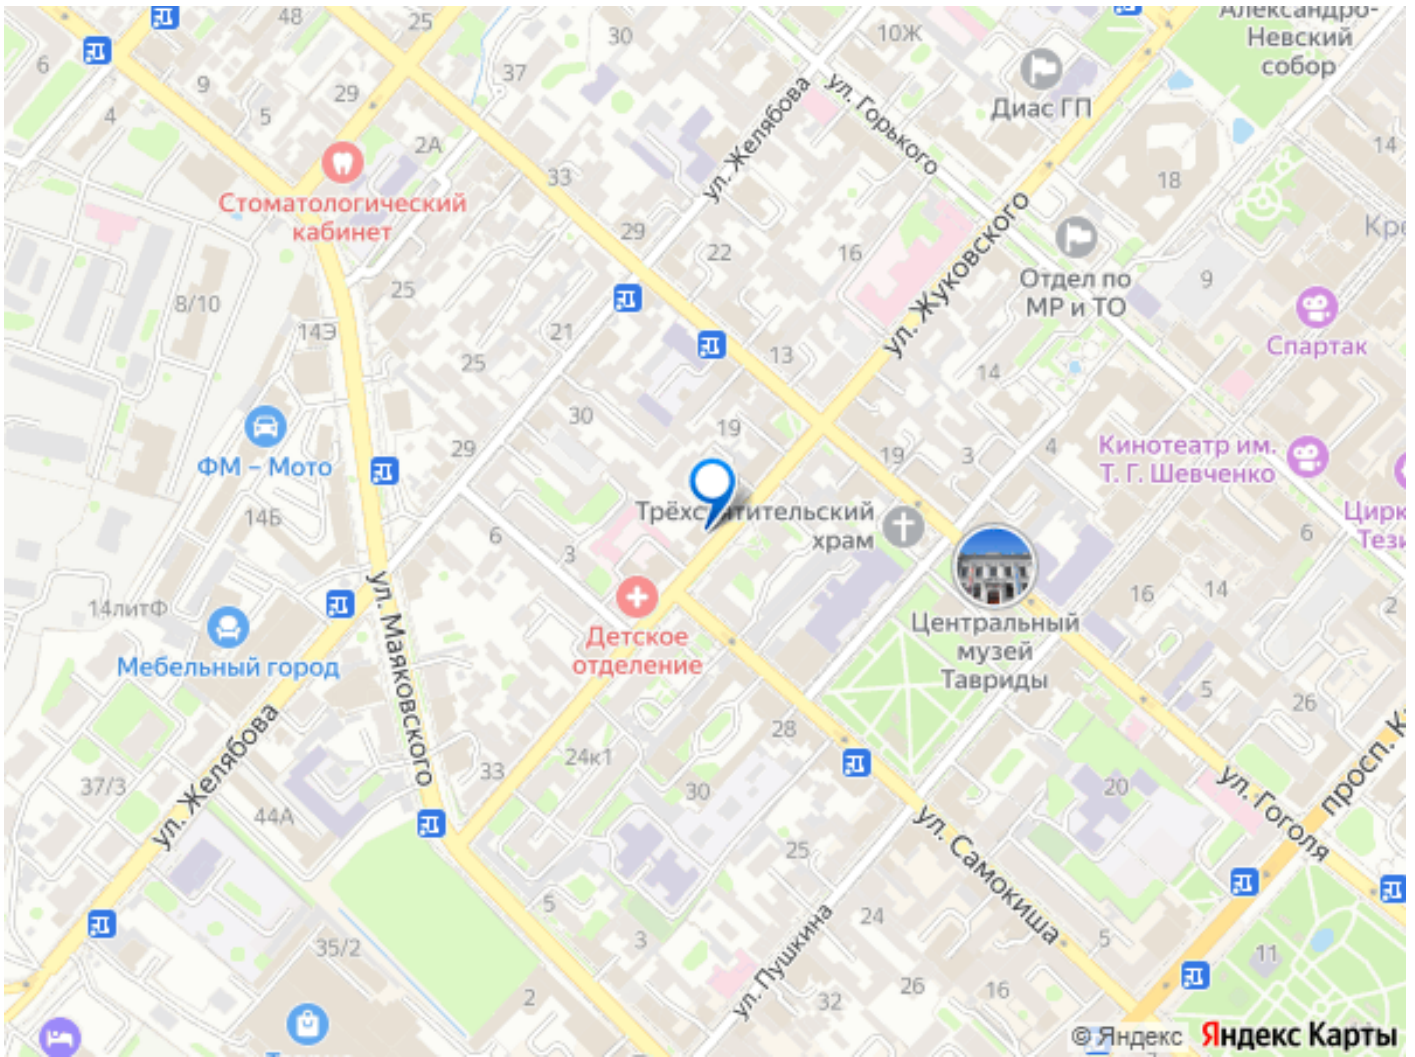 48
25
30
10Ж
Александро-
Невский
собор
6
9
37
29
5
4
2А
ул. Желябова
ул. Горького
Диас ГП
14
18
33
Стоматологический
кабинет
29
22
16
ул. Жуковского
Отдел по
МР и ТО
9
Спартак
8/10
25
14Э
21
25
13
14
30
19
29
19
3
4
Кинотеатр им.
Т. Г. Шевченко
ФМ – Мото
14Б
6
3
храм
6
16
14
2
14литФ
ул. Маяковского
Детское
отделение
Центральный
музей
Тавриды
Мебельный город
5
26
28
24к1
33
37/3
ул. Желябова
44А
30
20
ул. Гоголя
25
ул. Самокиша
5
24
3
5
35/2
ул. Пушкина
11
26
16
32
2
© Яндекс
Яндекс Карты